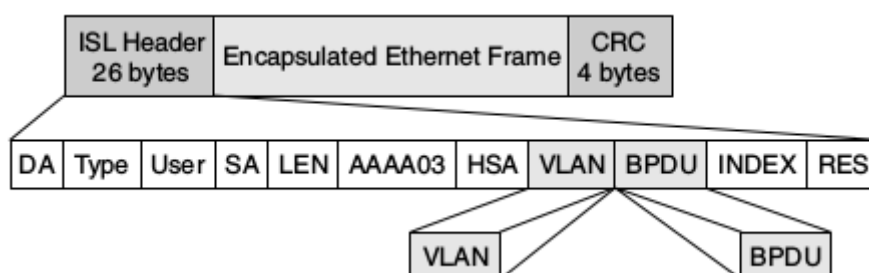 ISL Header
26 bytes
Encapsulated Ethernet Frame
CRC
4 bytes
DA Type User SA LEN AAAA03 HSA VLAN BPDU INDEX RES
VLAN BPDU